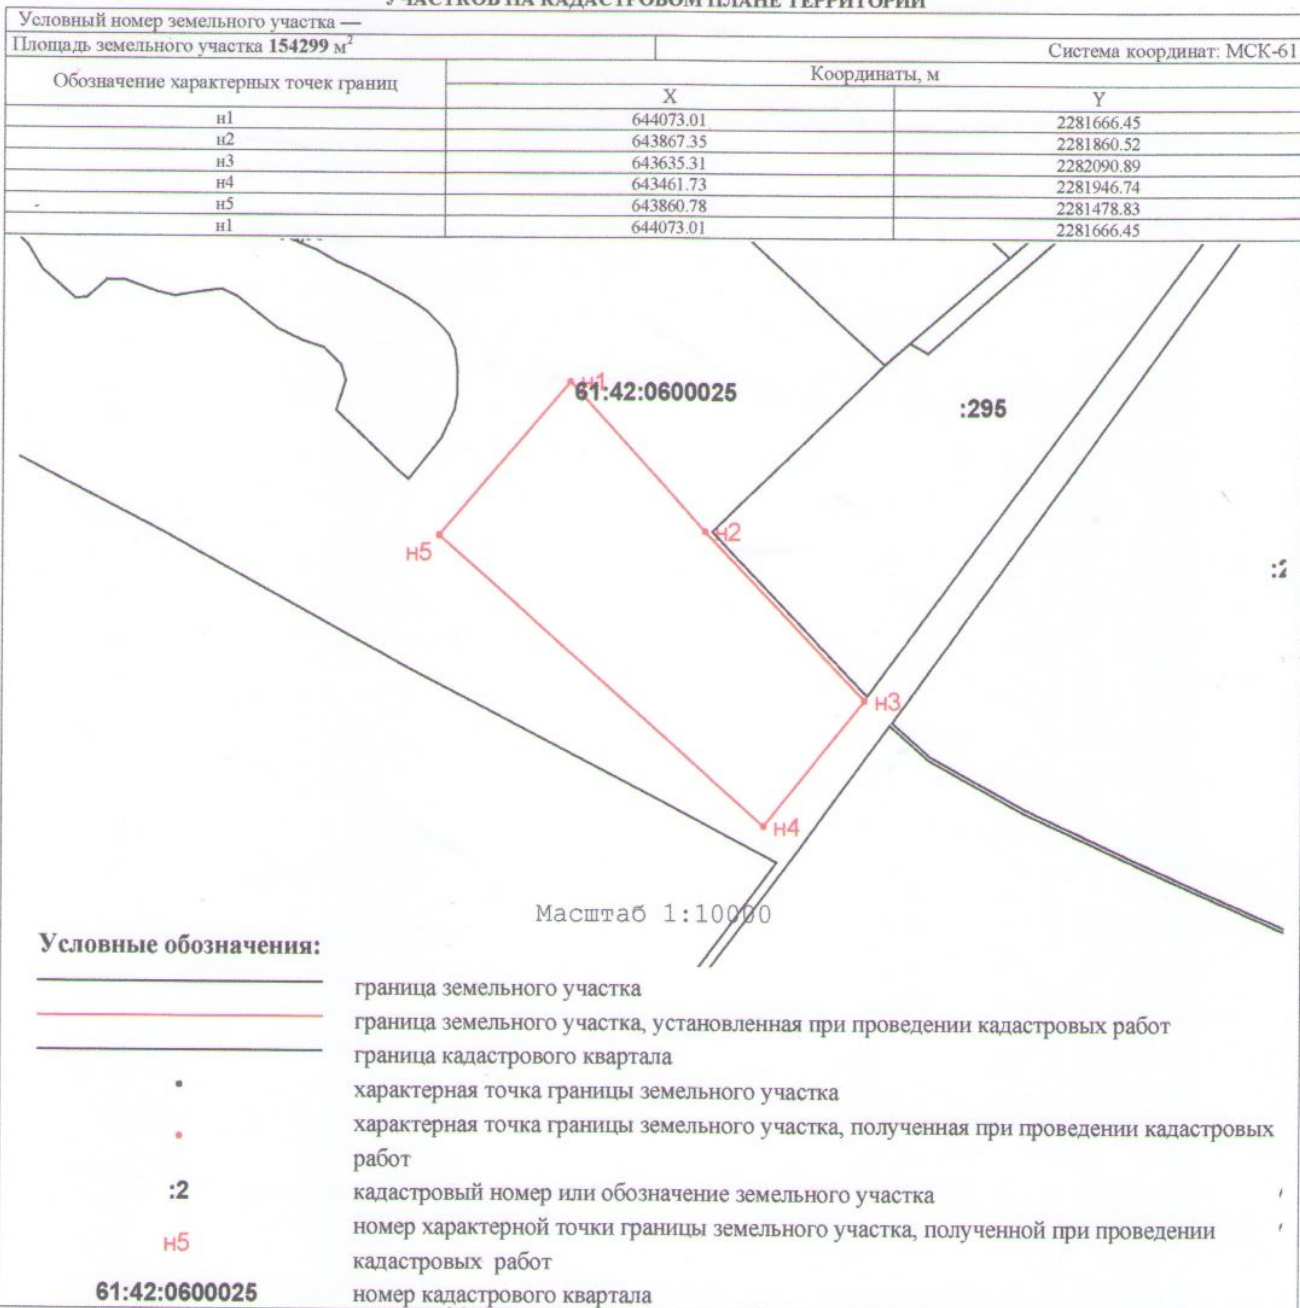 УЧАСТКОВ НА КАДАСТРОВОМ ПЛАНЕ ТЕРРИТОРИИ
Условный номер земельного участка —
Площадь земельного участка 154299 м² Система координат: МСК-61
Обозначение характерных точек границ Координаты, м
X Y
н1 644073.01 2281666.45
н2 643867.35 2281860.52
н3 643635.31 2282090.89
н4 643461.73 2281946.74
н5 643860.78 2281478.83
н1 644073.01 2281666.45
н1
61:42:0600025
:295
н2
н5
:2
н3
н4
Масштаб 1:10000
Условные обозначения:
граница земельного участка
граница земельного участка, установленная при проведении кадастровых работ
граница кадастрового квартала
характерная точка границы земельного участка
характерная точка границы земельного участка, полученная при проведении кадастровых
работ
:2 кадастровый номер или обозначение земельного участка
н5 номер характерной точки границы земельного участка, полученной при проведении
кадастровых работ
61:42:0600025 номер кадастрового квартала